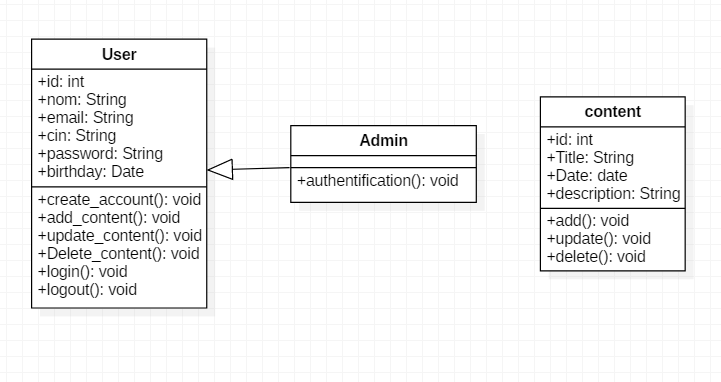 User
+id: int
+nom: String
+email: String
+cin: String
+password: String
+birthday: Date
+create_account(): void
+add_content(): void
+update_content(): void
+Delete_content(): void
+login(): void
+logout(): void
Admin
+authentification(): void
content
+id: int
+Title: String
+Date: date
+description: String
+add(): void
+update(): void
+delete(): void